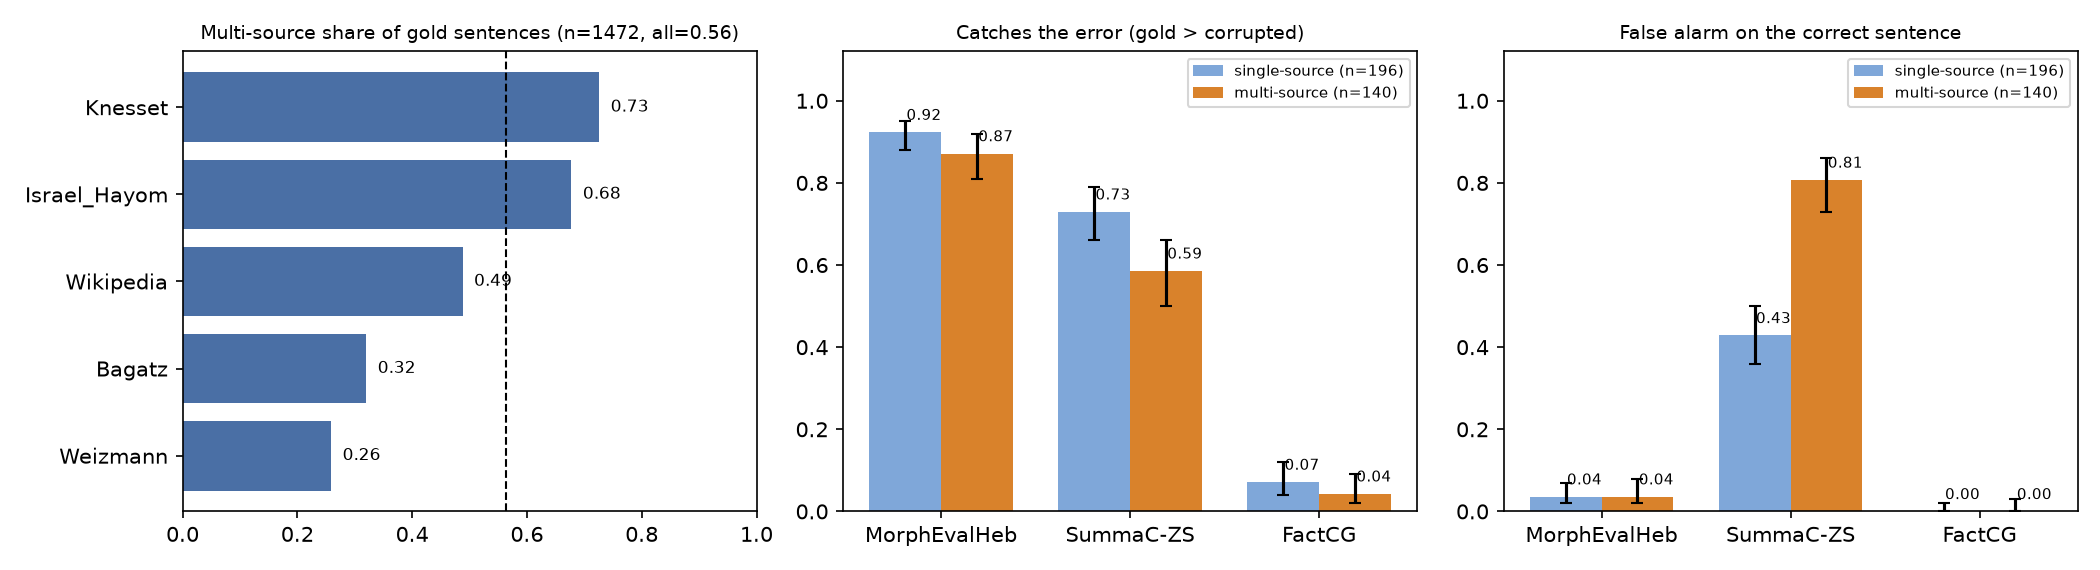 Multi-source share of gold sentences (n=1472, all=0.56)
Knesset
0.73
Israel_Hayom
0.68
Wikipedia
0.49
Bagatz
0.32
Weizmann
0.26
0.0 0.2 0.4 0.6 0.8 1.0
Catches the error (gold > corrupted)
single-source (n=196)
multi-source (n=140)
1.0
0.8
0.6
0.4
0.2
0.0
0.92
0.87
0.73
0.59
0.07
0.04
MorphEvalHeb SummaC-ZS FactCG
False alarm on the correct sentence
single-source (n=196)
multi-source (n=140)
1.0
0.8
0.6
0.4
0.2
0.0
0.04
0.04
0.43
0.81
0.00
0.00
MorphEvalHeb SummaC-ZS FactCG